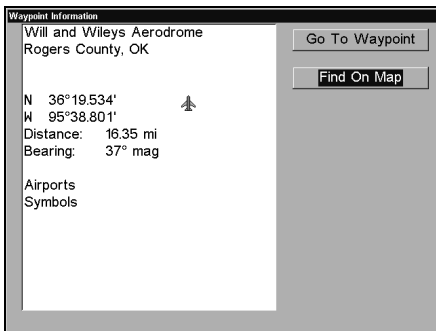 Waypoint Information
Will and Wileys Aerodrome
Rogers County, OK
N 36°19.534'
W 95°38.801'
Distance: 16.35 mi
Bearing: 37° mag
Airports
Symbols
Go To Waypoint
Find On Map